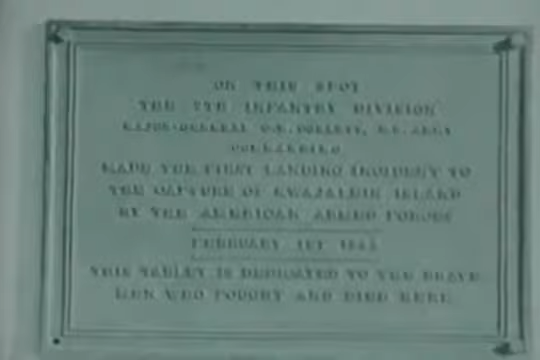 ON THIS SPOT
THE 7TH INFANTRY DIVISION
MAJOR-GENERAL C.H. CORLETT, U.S. ARMY
COMMANDING
MADE THE FIRST LANDING INCIDENT TO
THE CAPTURE OF KWAJALEIN ISLAND
BY THE AMERICAN ARMED FORCES
FEBRUARY 1ST 1944
THIS TABLET IS DEDICATED TO THE BRAVE
MEN WHO FOUGHT AND DIED HERE